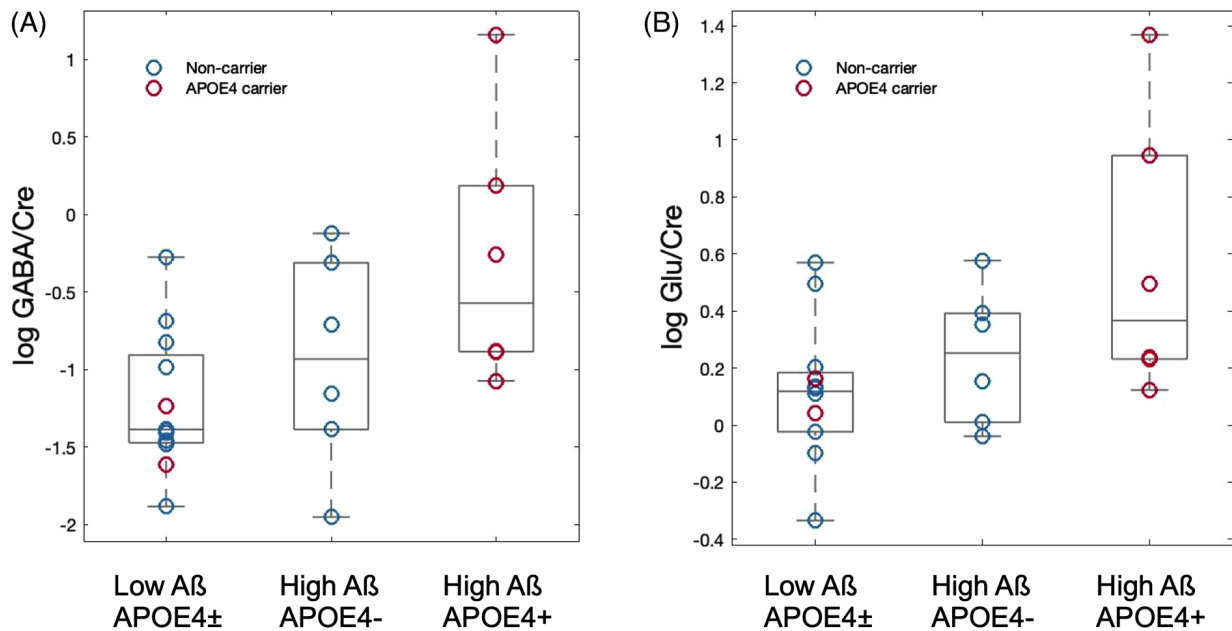 (A)
log GABA/Cre
1
0.5
0
-0.5
-1
-1.5
-2
Non-carrier
APOE4 carrier
Low Aß
APOE4±
High Aß
APOE4-
High Aß
APOE4+
(B)
log Glu/Cre
1.4
1.2
1
0.8
0.6
0.4
0.2
0
-0.2
-0.4
Non-carrier
APOE4 carrier
Low Aß
APOE4±
High Aß
APOE4-
High Aß
APOE4+